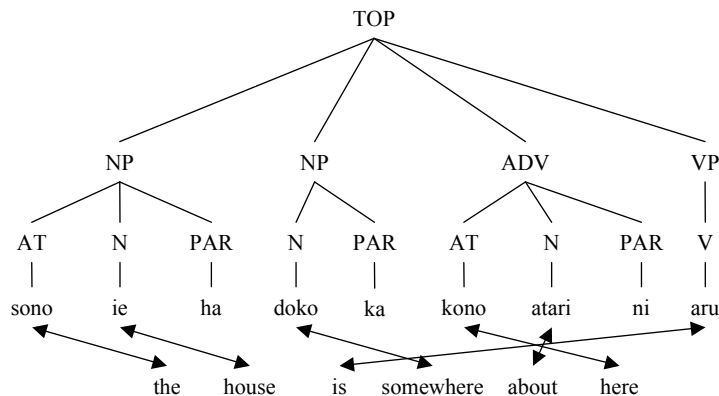 TOP
NP NP ADV VP
AT N PAR N PAR AT N PAR V
sono ie ha doko ka kono atari ni aru
the house is somewhere about here